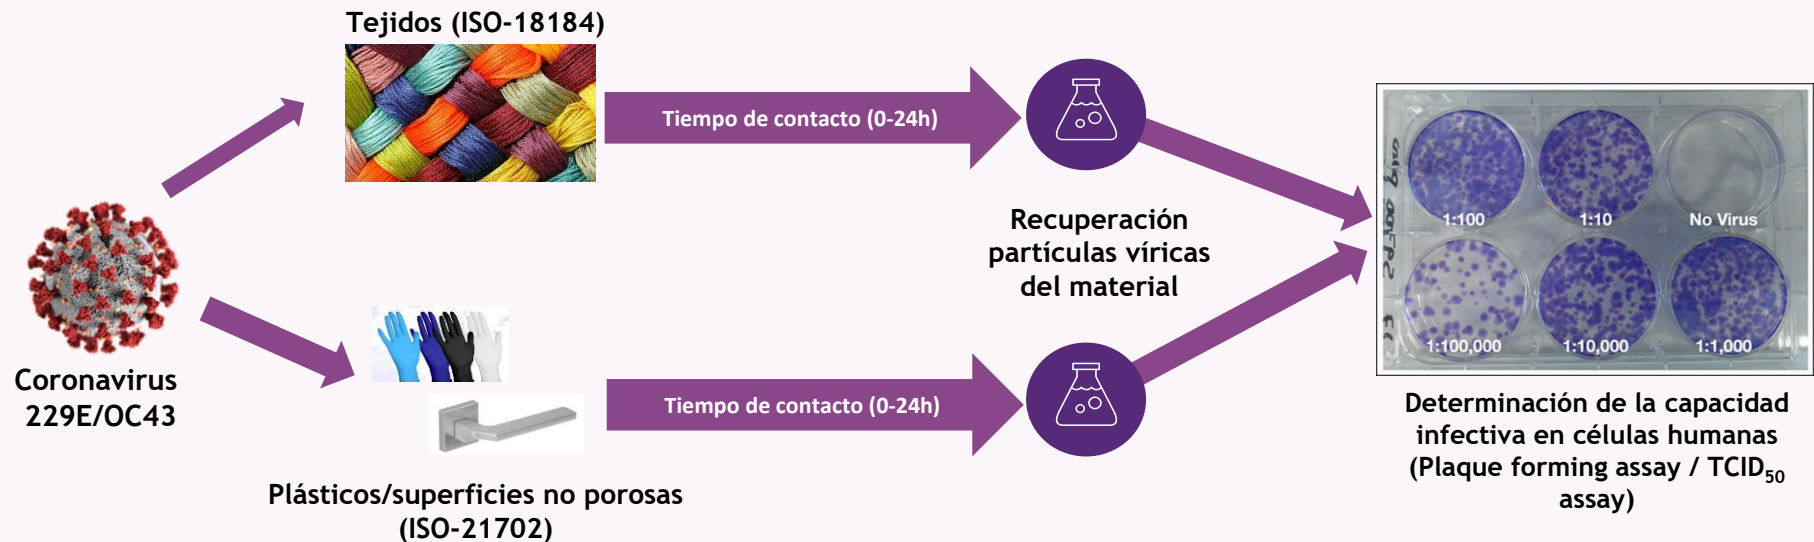 Tejidos (ISO-18184)
Tiempo de contacto (0-24h)
Coronavirus
229E/OC43
Recuperación
partículas víricas
del material
Tiempo de contacto (0-24h)
Plásticos/superficies no porosas
(ISO-21702)
1:100
1:10
No Virus
1:100,000
1:10,000
1:1,000
Determinación de la capacidad
infectiva en células humanas
(Plaque forming assay / TCID50
assay)